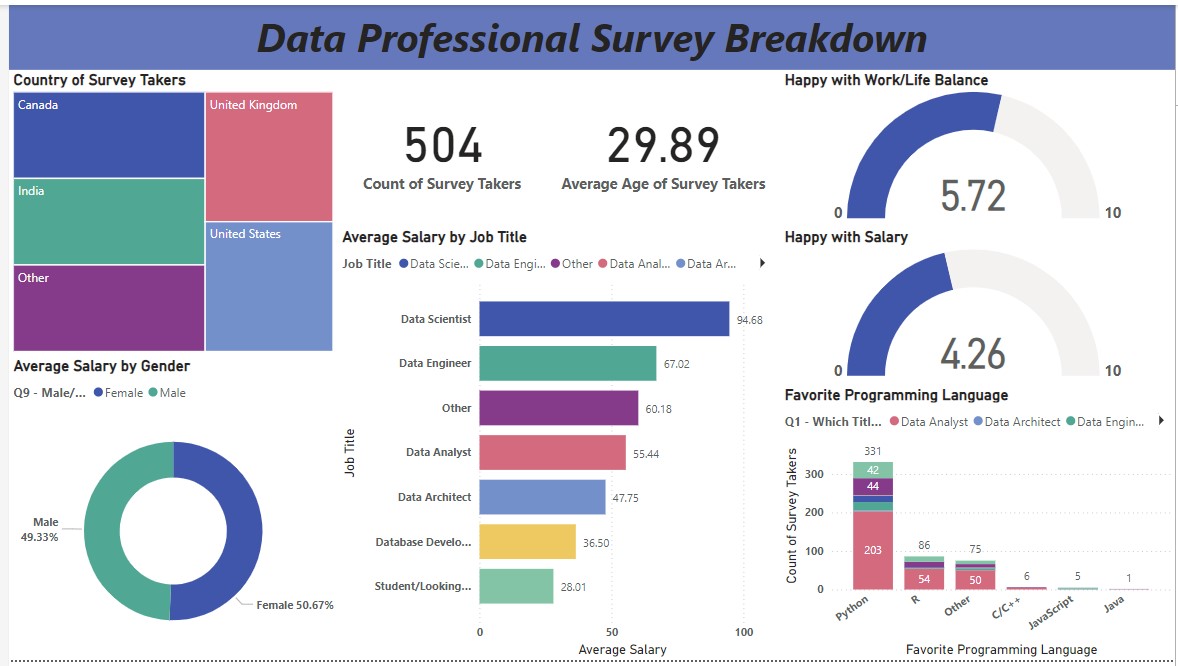 Data Professional Survey Breakdown
Country of Survey Takers
Canada
United Kingdom
India
United States
Other
504
Count of Survey Takers
29.89
Average Age of Survey Takers
Happy with Work/Life Balance
5.72
0
10
Happy with Salary
4.26
0
10
Average Salary by Gender
Q9 - Male/... Female Male
Male
49.33%
Female 50.67%
Average Salary by Job Title
Job Title Data Scie... Data Engi... Other Data Anal... Data Ar...
Job Title
Data Scientist 94.68
Data Engineer 67.02
Other 60.18
Data Analyst 55.44
Data Architect 47.75
Database Develo... 36.50
Student/Looking... 28.01
0 50 100
Average Salary
Favorite Programming Language
Q1 - Which Titl... Data Analyst Data Architect Data Engin...
Count of Survey Takers
300
200
100
0
331
42
44
203
86
54
75
50
6
5
1
Python
R
Other
C/C++
JavaScript
Java
Favorite Programming Language